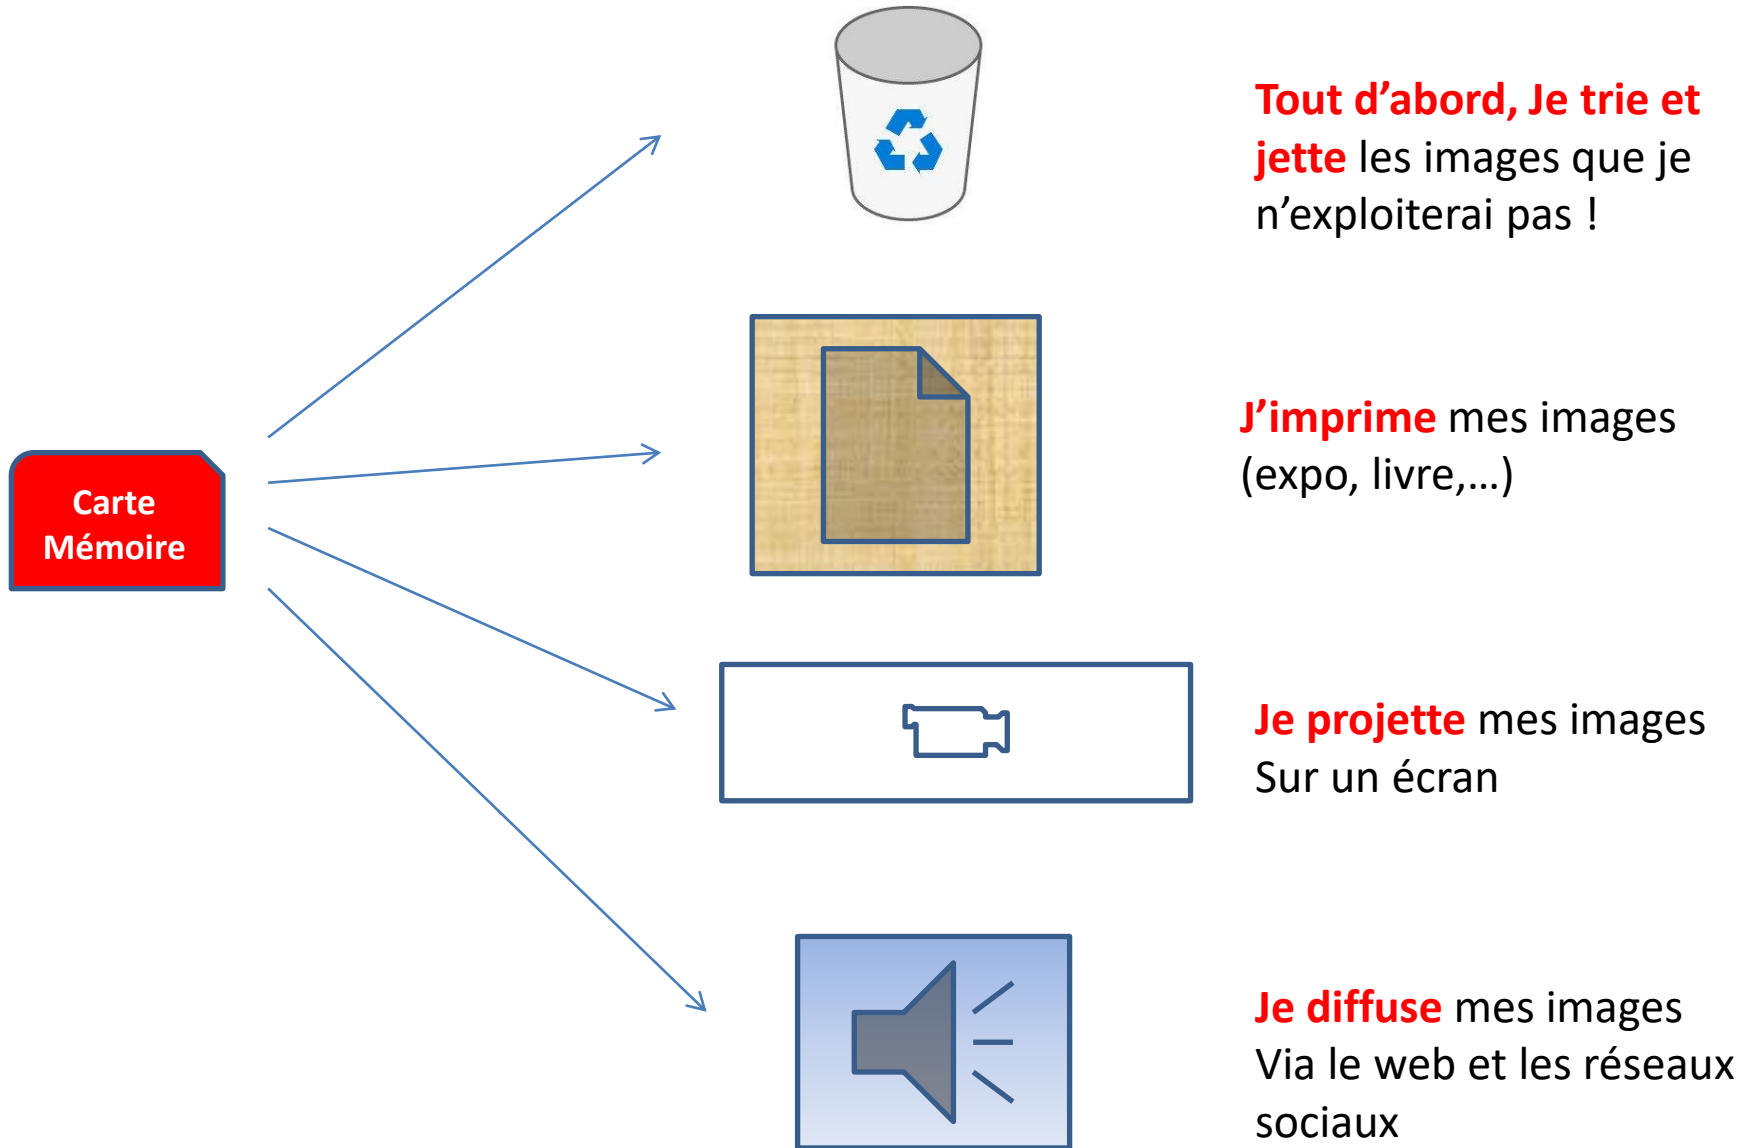 Tout d’abord, Je trie et
jette les images que je
n’exploiterai pas !
J’imprime mes images
(expo, livre,…)
Carte
Mémoire
Je projette mes images
Sur un écran
Je diffuse mes images
Via le web et les réseaux
sociaux